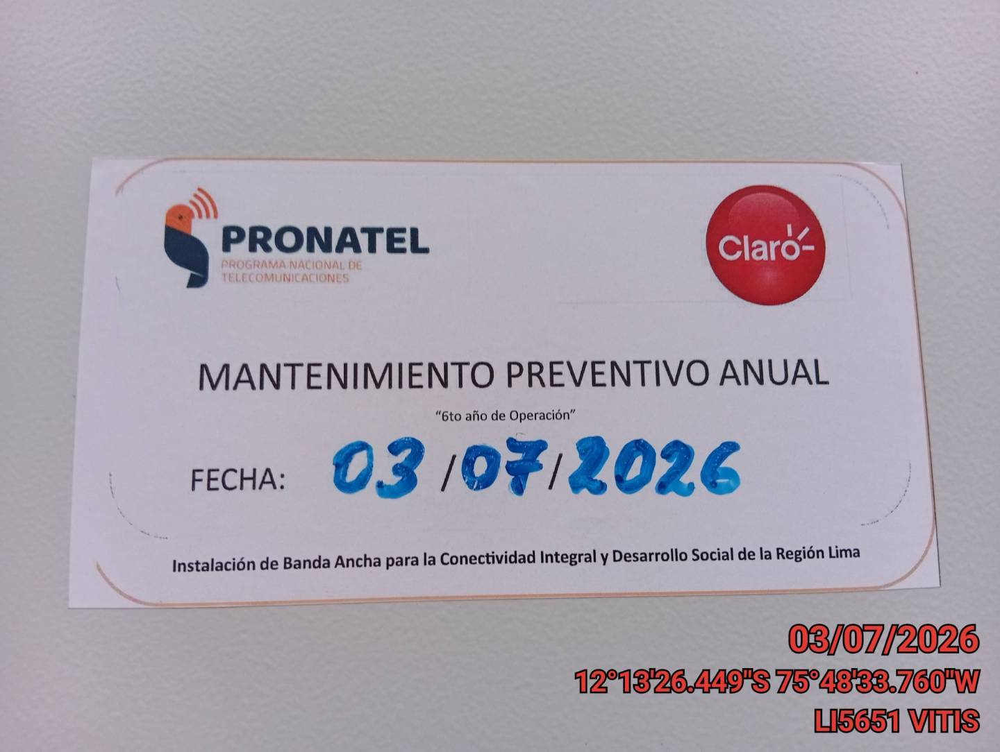 PRONATEL
PROGRAMA NACIONAL DE
TELECOMUNICACIONES
Claro
MANTENIMIENTO PREVENTIVO ANUAL
“6to año de Operación”
FECHA: 03/07/2026
Instalación de Banda Ancha para la Conectividad Integral y Desarrollo Social de la Región Lima
03/07/2026
12°13'26.449"S 75°48'33.760"W
LI5651 VITIS